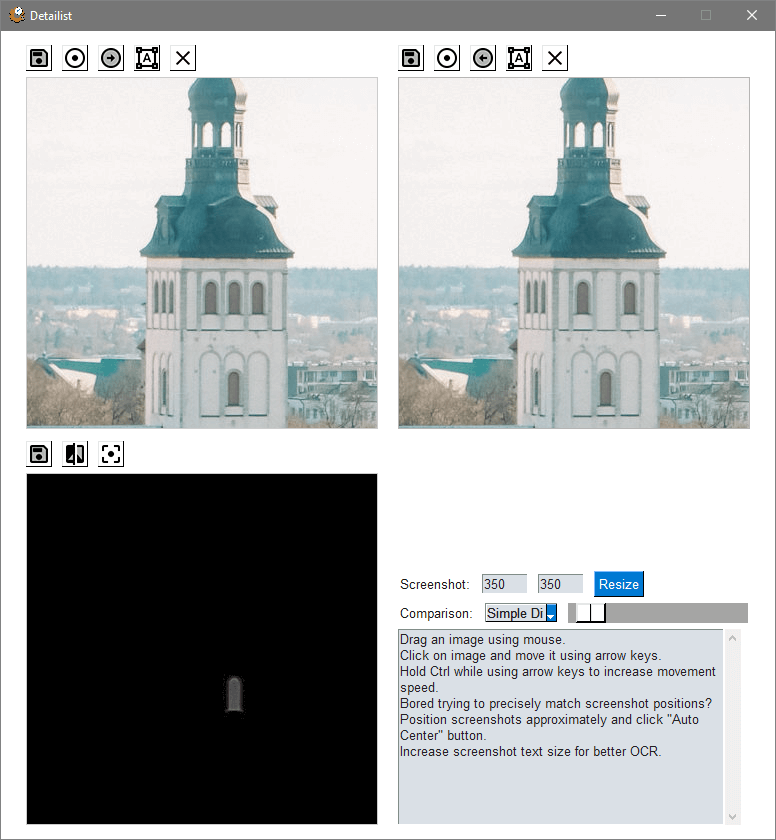 Detailist
A
A
Screenshot: 350 350 Resize
Comparison: Simple Di
Drag an image using mouse.
Click on image and move it using arrow keys.
Hold Ctrl while using arrow keys to increase movement
speed.
Bored trying to precisely match screenshot positions?
Position screenshots approximately and click "Auto
Center" button.
Increase screenshot text size for better OCR.